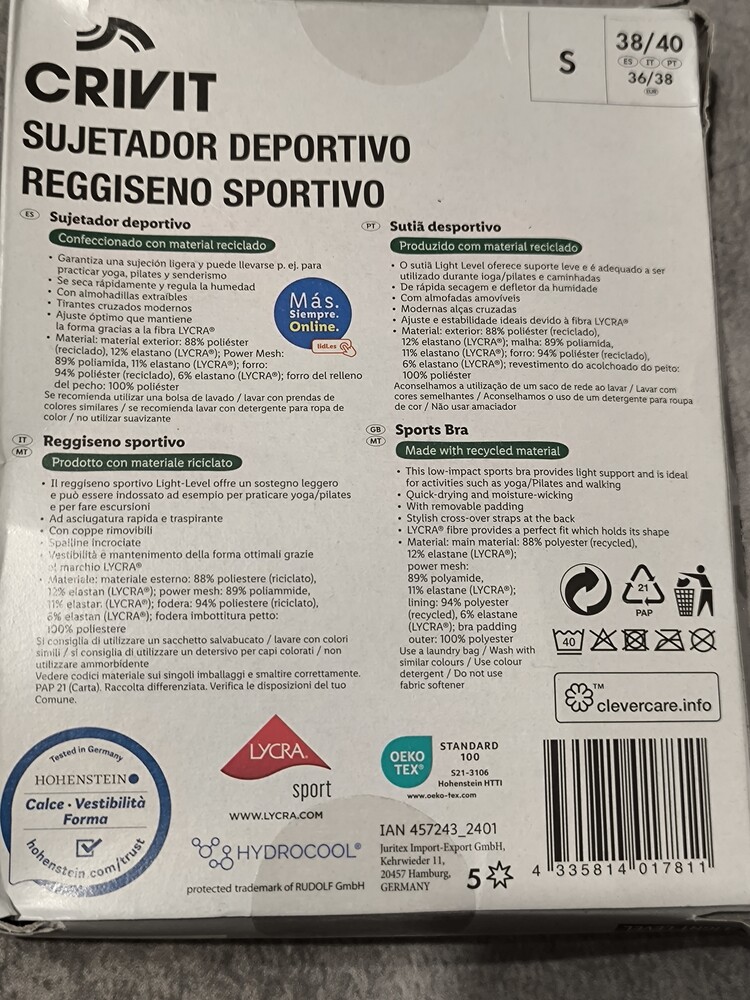 CRIVIT
S
38/40
ES IT PT
36/38
EUR
SUJETADOR DEPORTIVO
REGGISENO SPORTIVO
ES Sujetador deportivo
Confeccionado con material reciclado
• Garantiza una sujeción ligera y puede llevarse p. ej. para
practicar yoga, pilates y senderismo
• Se seca rápidamente y regula la humedad
• Con almohadillas extraíbles
• Tirantes cruzados modernos
• Ajuste óptimo que mantiene
la forma gracias a la fibra LYCRA®
• Material: material exterior: 88% poliéster
(reciclado), 12% elastano (LYCRA®); Power Mesh:
89% poliamida, 11% elastano (LYCRA®); forro:
94% poliéster (reciclado), 6% elastano (LYCRA®); forro del relleno
del pecho: 100% poliéster
Se recomienda utilizar una bolsa de lavado / lavar con prendas de
colores similares / se recomienda lavar con detergente para ropa de
color / no utilizar suavizante
Más.
Siempre.
Online.
lidl.es
PT Sutiã desportivo
Produzido com material reciclado
• O sutiã Light Level oferece suporte leve e é adequado a ser
utilizado durante ioga/pilates e caminhadas
• De rápida secagem e defletor da humidade
• Com almofadas amovíveis
• Modernas alças cruzadas
• Ajuste e estabilidade ideais devido à fibra LYCRA®
• Material: exterior: 88% poliéster (reciclado),
12% elastano (LYCRA®); malha: 89% poliamida,
11% elastano (LYCRA®); forro: 94% poliéster (reciclado),
6% elastano (LYCRA®); revestimento do acolchoado do peito:
100% poliéster
Aconselhamos a utilização de um saco de rede ao lavar / Lavar com
cores semelhantes / Aconselhamos o uso de um detergente para roupa
de cor / Não usar amaciador
IT MT Reggiseno sportivo
Prodotto con materiale riciclato
• Il reggiseno sportivo Light-Level offre un sostegno leggero
e può essere indossato ad esempio per praticare yoga/pilates
e per fare escursioni
• Ad asciugatura rapida e traspirante
• Con coppe rimovibili
• Spalline incrociate
• Vestibilità e mantenimento della forma ottimali grazie
al marchio LYCRA®
• Materiale: materiale esterno: 88% poliestere (riciclato),
12% elastan (LYCRA®); power mesh: 89% poliammide,
11% elastan (LYCRA®); fodera: 94% poliestere (riciclato),
6% elastan (LYCRA®); fodera imbottitura petto:
100% poliestere
Si consiglia di utilizzare un sacchetto salvabucato / lavare con colori
simili / si consiglia di utilizzare un detersivo per capi colorati / non
utilizzare ammorbidente
Vedere codici materiale sui singoli imballaggi e smaltire correttamente.
PAP 21 (Carta). Raccolta differenziata. Verifica le disposizioni del tuo
Comune.
GB MT Sports Bra
Made with recycled material
• This low-impact sports bra provides light support and is ideal
for activities such as yoga/Pilates and walking
• Quick-drying and moisture-wicking
• With removable padding
• Stylish cross-over straps at the back
• LYCRA® fibre provides a perfect fit which holds its shape
• Material: main material: 88% polyester (recycled),
12% elastane (LYCRA®);
power mesh:
89% polyamide,
11% elastane (LYCRA®);
lining: 94% polyester
(recycled), 6% elastane
(LYCRA®); bra padding
outer: 100% polyester
Use a laundry bag / Wash with
similar colours / Use colour
detergent / Do not use
fabric softener
21
PAP
40
™
clevercare.info
Tested in Germany
HOHENSTEIN
Calce • Vestibilità
Forma
hohenstein.com/trust
LYCRA®
sport
WWW.LYCRA.COM
HYDROCOOL®
protected trademark of RUDOLF GmbH
OEKO
TEX®
STANDARD
100
S21-3106
Hohenstein HTTI
www.oeko-tex.com
IAN 457243_2401
Juritex Import-Export GmbH,
Kehrwieder 11,
20457 Hamburg,
GERMANY
5
4 335814 017811